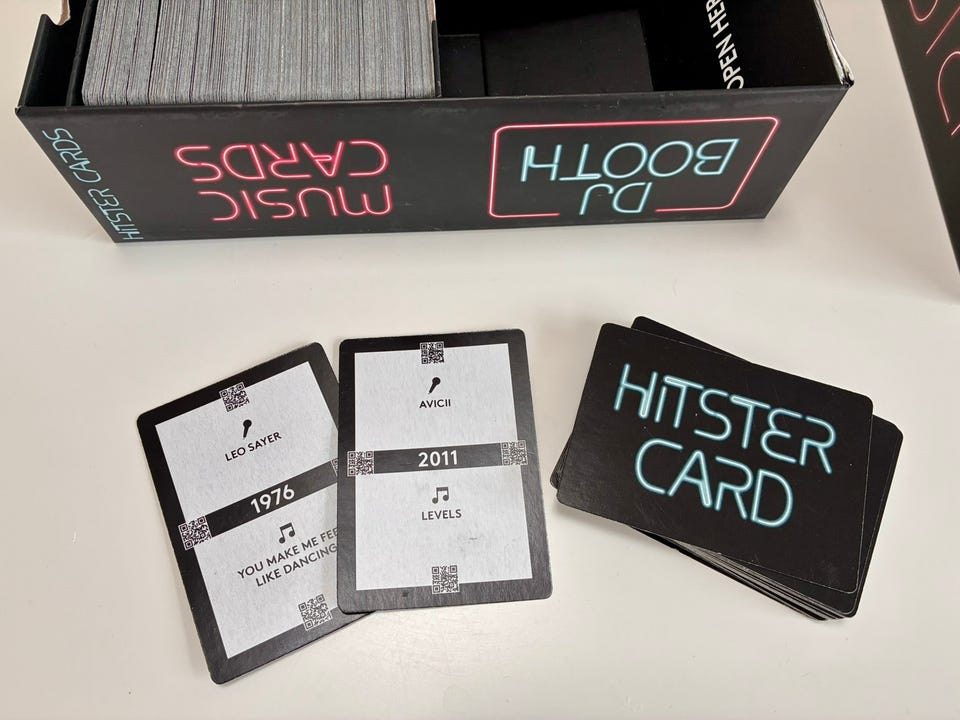 OPEN HERE
HITSTER CARDS
MUSIC
CARDS
DJ
BOOTH
LEO SAYER
1976
YOU MAKE ME FEE
LIKE DANCING
AVICII
2011
LEVELS
HITSTER
CARD